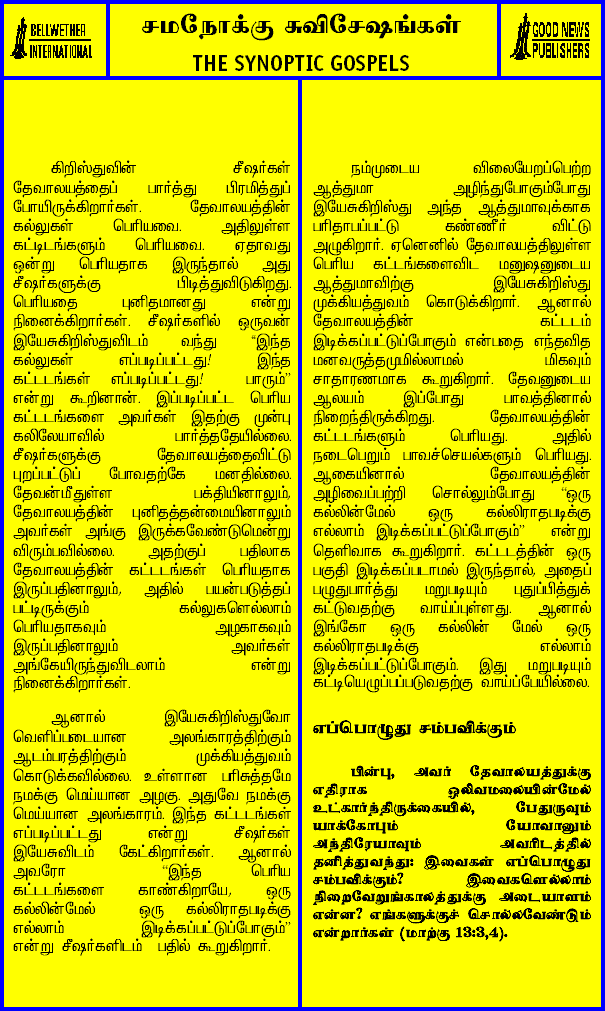 BELLWETHER
INTERNATIONAL
சமநோக்கு சுவிசேஷங்கள்
THE SYNOPTIC GOSPELS
GOOD NEWS
PUBLISHERS
கிறிஸ்துவின் சீஷர்கள்
தேவாலயத்தைப் பார்த்து பிரமித்துப்
போயிருக்கிறார்கள். தேவாலயத்தின்
கல்லுகள் பெரியவை. அதிலுள்ள
கட்டிடங்களும் பெரியவை. ஏதாவது
ஒன்று பெரியதாக இருந்தால் அது
சீஷர்களுக்கு பிடித்துவிடுகிறது.
பெரியதை புனிதமானது என்று
நினைக்கிறார்கள். சீஷர்களில் ஒருவன்
இயேசுகிறிஸ்துவிடம் வந்து “இந்த
கல்லுகள் எப்படிப்பட்டது! இந்த
கட்டடங்கள் எப்படிப்பட்டது! பாரும்”
என்று கூறினான். இப்படிப்பட்ட பெரிய
கட்டடங்களை அவர்கள் இதற்கு முன்பு
கலிலேயாவில் பார்த்ததேயில்லை.
சீஷர்களுக்கு தேவாலயத்தைவிட்டு
புறப்பட்டுப் போவதற்கே மனதில்லை.
தேவன்மீதுள்ள பக்தியினாலும்,
தேவாலயத்தின் புனிதத்தன்மையினாலும்
அவர்கள் அங்கு இருக்கவேண்டுமென்று
விரும்பவில்லை. அதற்குப் பதிலாக
தேவாலயத்தின் கட்டடங்கள் பெரியதாக
இருப்பதினாலும், அதில் பயன்படுத்தப்
பட்டிருக்கும் கல்லுகளெல்லாம்
பெரியதாகவும் அழகாகவும்
இருப்பதினாலும் அவர்கள்
அங்கேயிருந்துவிடலாம் என்று
நினைக்கிறார்கள்.
ஆனால் இயேசுகிறிஸ்துவோ
வெளிப்படையான அலங்காரத்திற்கும்
ஆடம்பரத்திற்கும் முக்கியத்துவம்
கொடுக்கவில்லை. உள்ளான பரிசுத்தமே
நமக்கு மெய்யான அழகு. அதுவே நமக்கு
மெய்யான அலங்காரம். இந்த கட்டடங்கள்
எப்படிப்பட்டது என்று சீஷர்கள்
இயேசுவிடம் கேட்கிறார்கள். ஆனால்
அவரோ “இந்த பெரிய
கட்டடங்களை காண்கிறாயே, ஒரு
கல்லின்மேல் ஒரு கல்லிராதபடிக்கு
எல்லாம் இடிக்கப்பட்டுப்போகும்”
என்று சீஷர்களிடம் பதில் கூறுகிறார்.
நம்முடைய விலையேறப்பெற்ற
ஆத்துமா அழிந்துபோகும்போது
இயேசுகிறிஸ்து அந்த ஆத்துமாவுக்காக
பரிதாபப்பட்டு கண்ணீர் விட்டு
அழுகிறார். ஏனெனில் தேவாலயத்திலுள்ள
பெரிய கட்டங்களைவிட மனுஷனுடைய
ஆத்துமாவிற்கு இயேசுகிறிஸ்து
முக்கியத்துவம் கொடுக்கிறார். ஆனால்
தேவாலயத்தின் கட்டடம்
இடிக்கப்பட்டுப்போகும் என்பதை எந்தவித
மனவருத்தமுமில்லாமல் மிகவும்
சாதாரணமாக கூறுகிறார். தேவனுடைய
ஆலயம் இப்போது பாவத்தினால்
நிறைந்திருக்கிறது. தேவாலயத்தின்
கட்டடங்களும் பெரியது. அதில்
நடைபெறும் பாவச்செயல்களும் பெரியது.
ஆகையினால் தேவாலயத்தின்
அழிவைப்பற்றி சொல்லும்போது “ஒரு
கல்லின்மேல் ஒரு கல்லிராதபடிக்கு
எல்லாம் இடிக்கப்பட்டுப்போகும்” என்று
தெளிவாக கூறுகிறார். கட்டடத்தின் ஒரு
பகுதி இடிக்கப்படாமல் இருந்தால், அதைப்
பழுதுபார்த்து மறுபடியும் புதுப்பித்துக்
கட்டுவதற்கு வாய்ப்புள்ளது. ஆனால்
இங்கோ ஒரு கல்லின் மேல் ஒரு
கல்லிராதபடிக்கு எல்லாம்
இடிக்கப்பட்டுப்போகும். இது மறுபடியும்
கட்டியெழுப்பப்படுவதற்கு வாய்ப்பேயில்லை.
எப்பொழுது சம்பவிக்கும்
பின்பு, அவர் தேவாலயத்துக்கு
எதிராக ஒலிவமலையின்மேல்
உட்கார்ந்திருக்கையில், பேதுருவும்
யாக்கோபும் யோவானும்
அந்திரேயாவும் அவரிடத்தில்
தனித்துவந்து: இவைகள் எப்பொழுது
சம்பவிக்கும்? இவைகளெல்லாம்
நிறைவேறுங்காலத்துக்கு அடையாளம்
என்ன? எங்களுக்குச் சொல்லவேண்டும்
என்றார்கள் (மாற்கு 13:3,4).